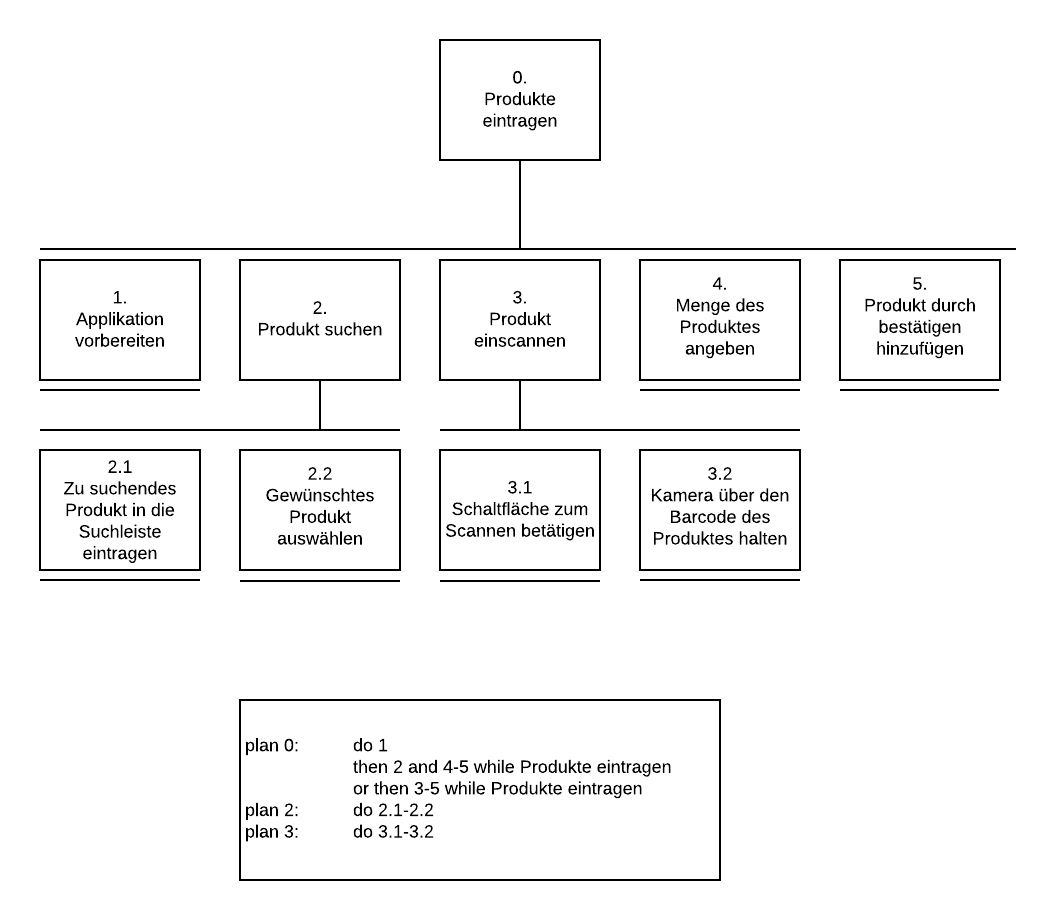 0.
Produkte
eintragen
1.
Applikation
vorbereiten
2.
Produkt suchen
3.
Produkt
einscannen
4.
Menge des
Produktes
angeben
5.
Produkt durch
bestätigen
hinzufügen
2.1
Zu suchendes
Produkt in die
Suchleiste
eintragen
2.2
Gewünschtes
Produkt
auswählen
3.1
Schaltfläche zum
Scannen betätigen
3.2
Kamera über den
Barcode des
Produktes halten
plan 0: do 1
then 2 and 4-5 while Produkte eintragen
or then 3-5 while Produkte eintragen
plan 2: do 2.1-2.2
plan 3: do 3.1-3.2